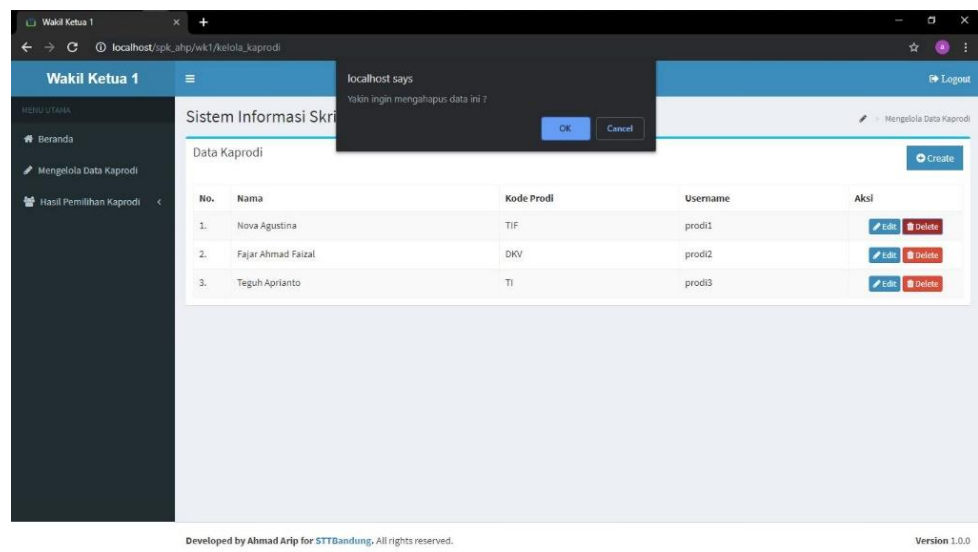 Wakil Ketua 1
localhost/spk_ahp/wk1/kelola_kaprodi
Wakil Ketua 1
Logout
localhost says
Yakin ingin mengahapus data ini ?
OK
Cancel
MENU UTAMA
Beranda
Mengelola Data Kaprodi
Hasil Pemilihan Kaprodi
Sistem Informasi Skri
Mengelola Data Kaprodi
Data Kaprodi
Create
No. Nama Kode Prodi Username Aksi
1. Nova Agustina TIF prodi1 Edit Delete
2. Fajar Ahmad Faizal DKV prodi2 Edit Delete
3. Teguh Aprianto TI prodi3 Edit Delete
Developed by Ahmad Arip for STTBandung. All rights reserved. Version 1.0.0